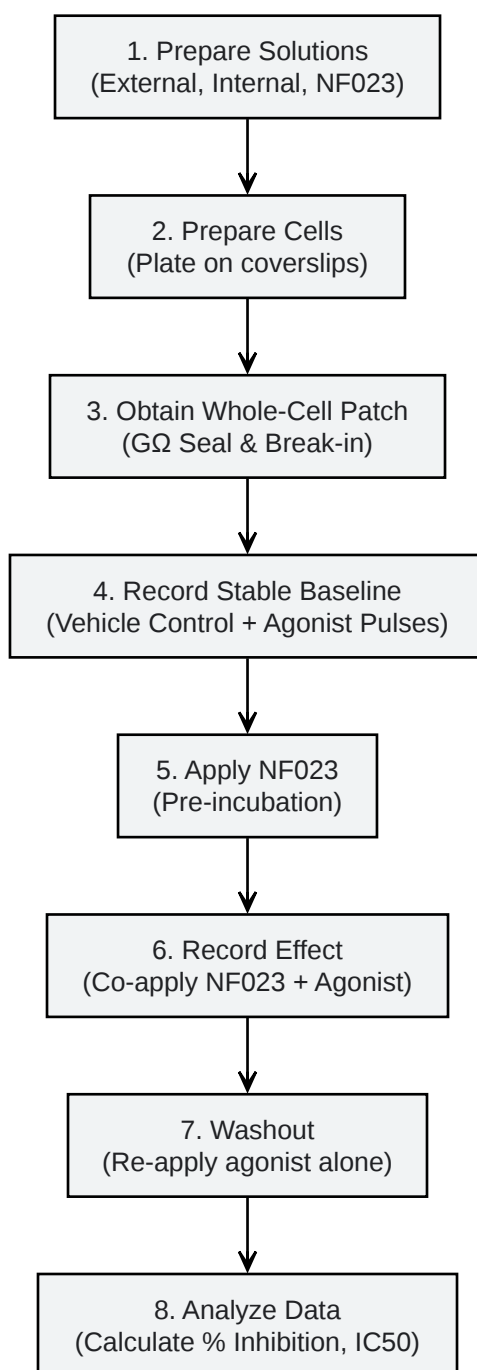 1. Prepare Solutions
(External, Internal, NF023)
2. Prepare Cells
(Plate on coverslips)
3. Obtain Whole-Cell Patch
(GΩ Seal & Break-in)
4. Record Stable Baseline
(Vehicle Control + Agonist Pulses)
5. Apply NF023
(Pre-incubation)
6. Record Effect
(Co-apply NF023 + Agonist)
7. Washout
(Re-apply agonist alone)
8. Analyze Data
(Calculate % Inhibition, IC50)